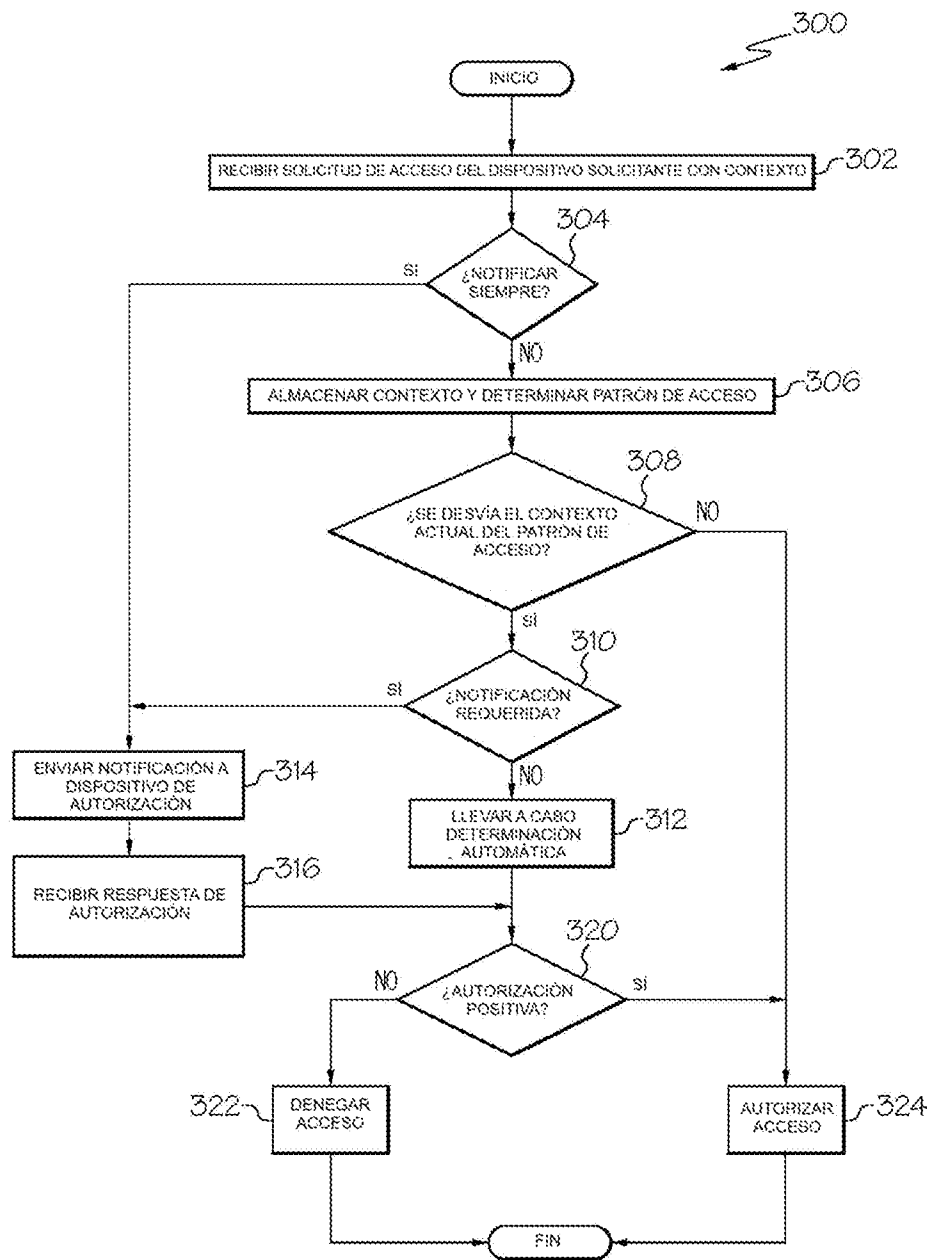 300
INICIO
RECIBIR SOLICITUD DE ACCESO DEL DISPOSITIVO SOLICITANTE CON CONTEXTO
302
304
SI
¿NOTIFICAR
SIEMPRE?
NO
ALMACENAR CONTEXTO Y DETERMINAR PATRÓN DE ACCESO
306
308
¿SE DESVÍA EL CONTEXTO
ACTUAL DEL PATRON DE
ACCESO?
NO
SI
310
SI
¿NOTIFICACIÓN
REQUERIDA?
NO
ENVIAR NOTIFICACIÓN A
DISPOSITIVO DE
AUTORIZACIÓN
314
LLEVAR A CABO
DETERMINACIÓN
AUTOMÁTICA
312
316
RECIBIR RESPUESTA DE
AUTORIZACIÓN
320
NO
¿AUTORIZACIÓN
POSITIVA?
SI
322
DENEGAR
ACCESO
AUTORIZAR
ACCESO
324
FIN